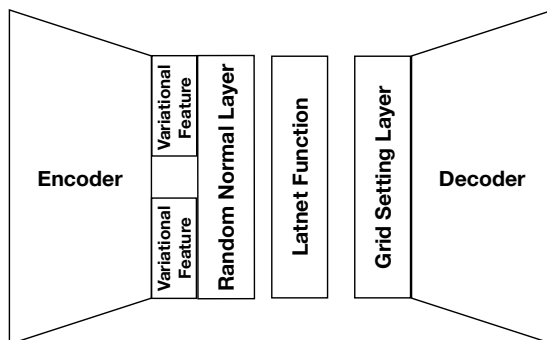 Encoder
Variational
Feature
Variational
Feature
Random Normal Layer
Latnet Function
Grid Setting Layer
Decoder